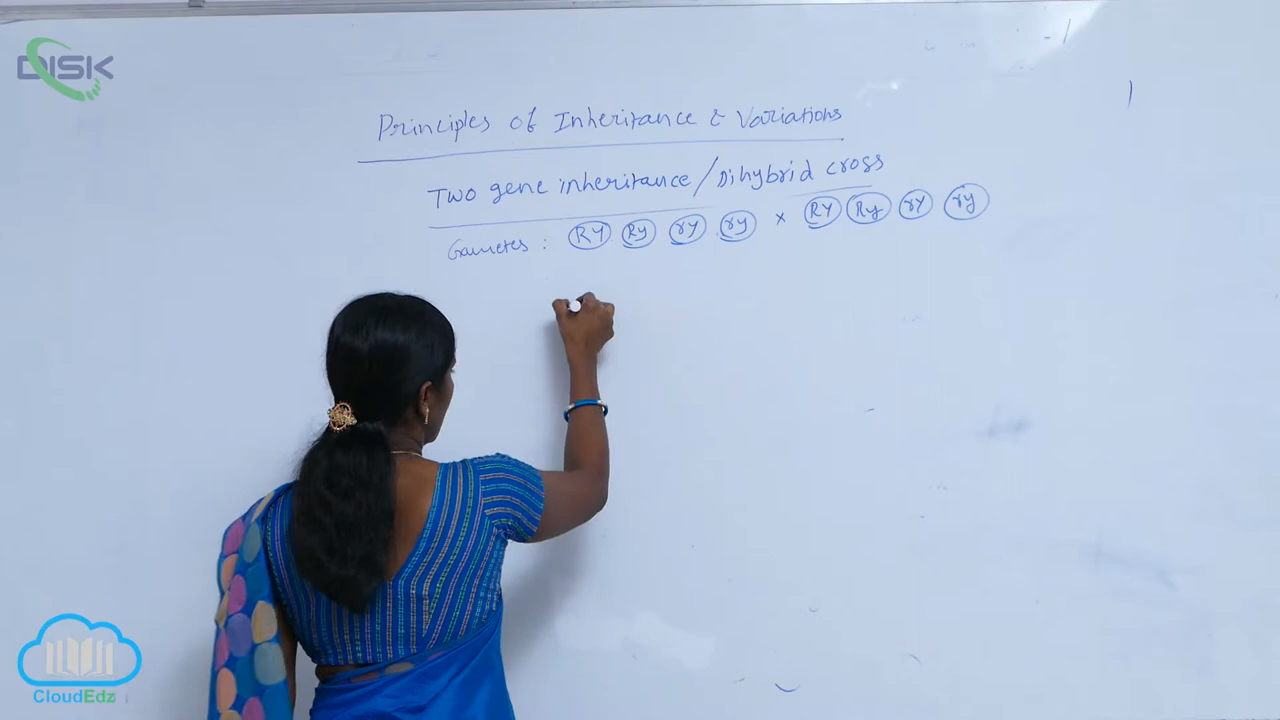 DISK
Principles of Inheritance & Variations
Two gene inheritance/Dihybrid cross
Gametes : RY Ry rY ry × RY Ry rY ry
CloudEdz